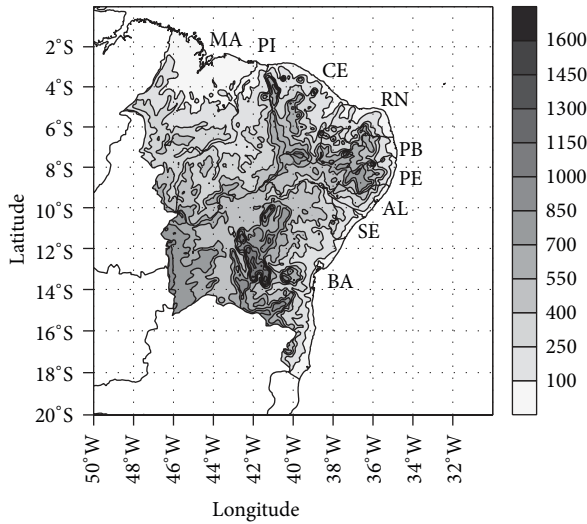 MA
PI
CE
RN
PB
PE
AL
SE
BA
Latitude
2°S
4°S
6°S
8°S
10°S
12°S
14°S
16°S
18°S
20°S
50°W
48°W
46°W
44°W
42°W
40°W
38°W
36°W
34°W
32°W
Longitude
1600
1450
1300
1150
1000
850
700
550
400
250
100